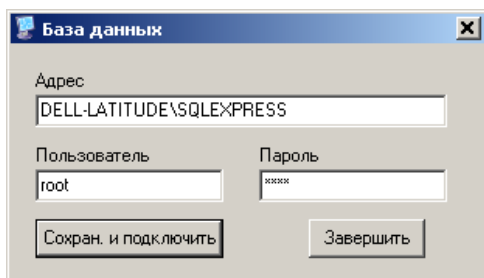 База данных
Адрес
DELL-LATITUDE\SQLEXPRESS
Пользователь Пароль
root ××××
Сохран. и подключить Завершить